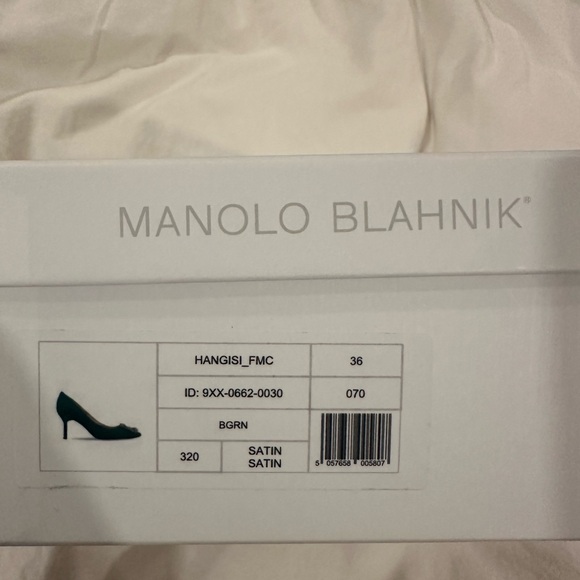 MANOLO BLAHNIK®
HANGISI_FMC 36
ID: 9XX-0662-0030 070
BGRN
320 SATIN
SATIN
5 057658 005807